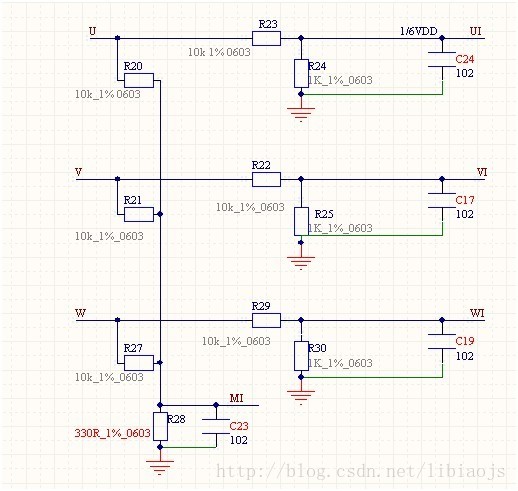 U
R23
10k 1% 0603
1/6VDD
UI
R20
10k_1% 0603
R24
1K_1%_0603
C24
102
V
R22
10k_1%_0603
VI
R21
10k_1%_0603
R25
1K_1%_0603
C17
102
W
R29
10k_1%_0603
WI
R27
10k_1%_0603
R30
1K_1%_0603
C19
102
MI
R28
330R_1%_0603
C23
102
http://blog.csdn.net/libiaojs